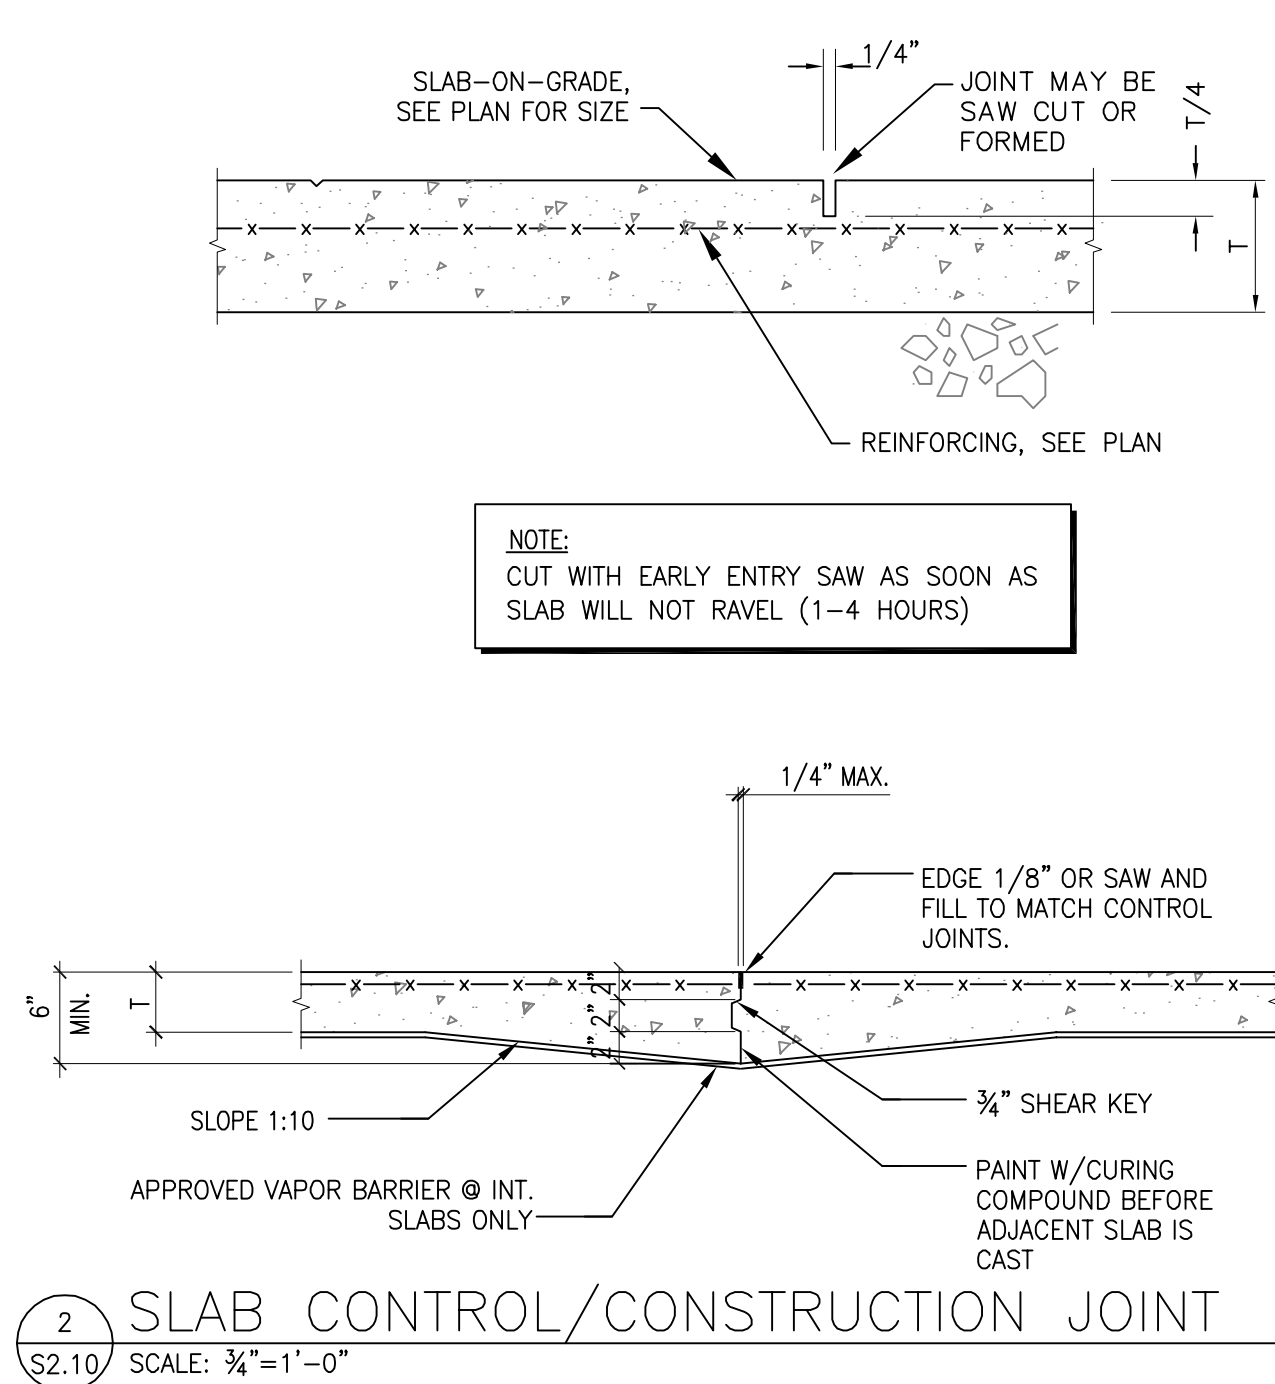 1/4”
SLAB-ON-GRADE,
SEE PLAN FOR SIZE
JOINT MAY BE
SAW CUT OR
FORMED
T/4
T
REINFORCING, SEE PLAN
NOTE:
CUT WITH EARLY ENTRY SAW AS SOON AS
SLAB WILL NOT RAVEL (1-4 HOURS)
1/4” MAX.
EDGE 1/8” OR SAW AND
FILL TO MATCH CONTROL
JOINTS.
6”
MIN.
T
2”
2”
2”
SLOPE 1:10
¾” SHEAR KEY
APPROVED VAPOR BARRIER @ INT.
SLABS ONLY
PAINT W/CURING
COMPOUND BEFORE
ADJACENT SLAB IS
CAST
2
S2.10
SLAB CONTROL/CONSTRUCTION JOINT
SCALE: ¾”=1’-0”